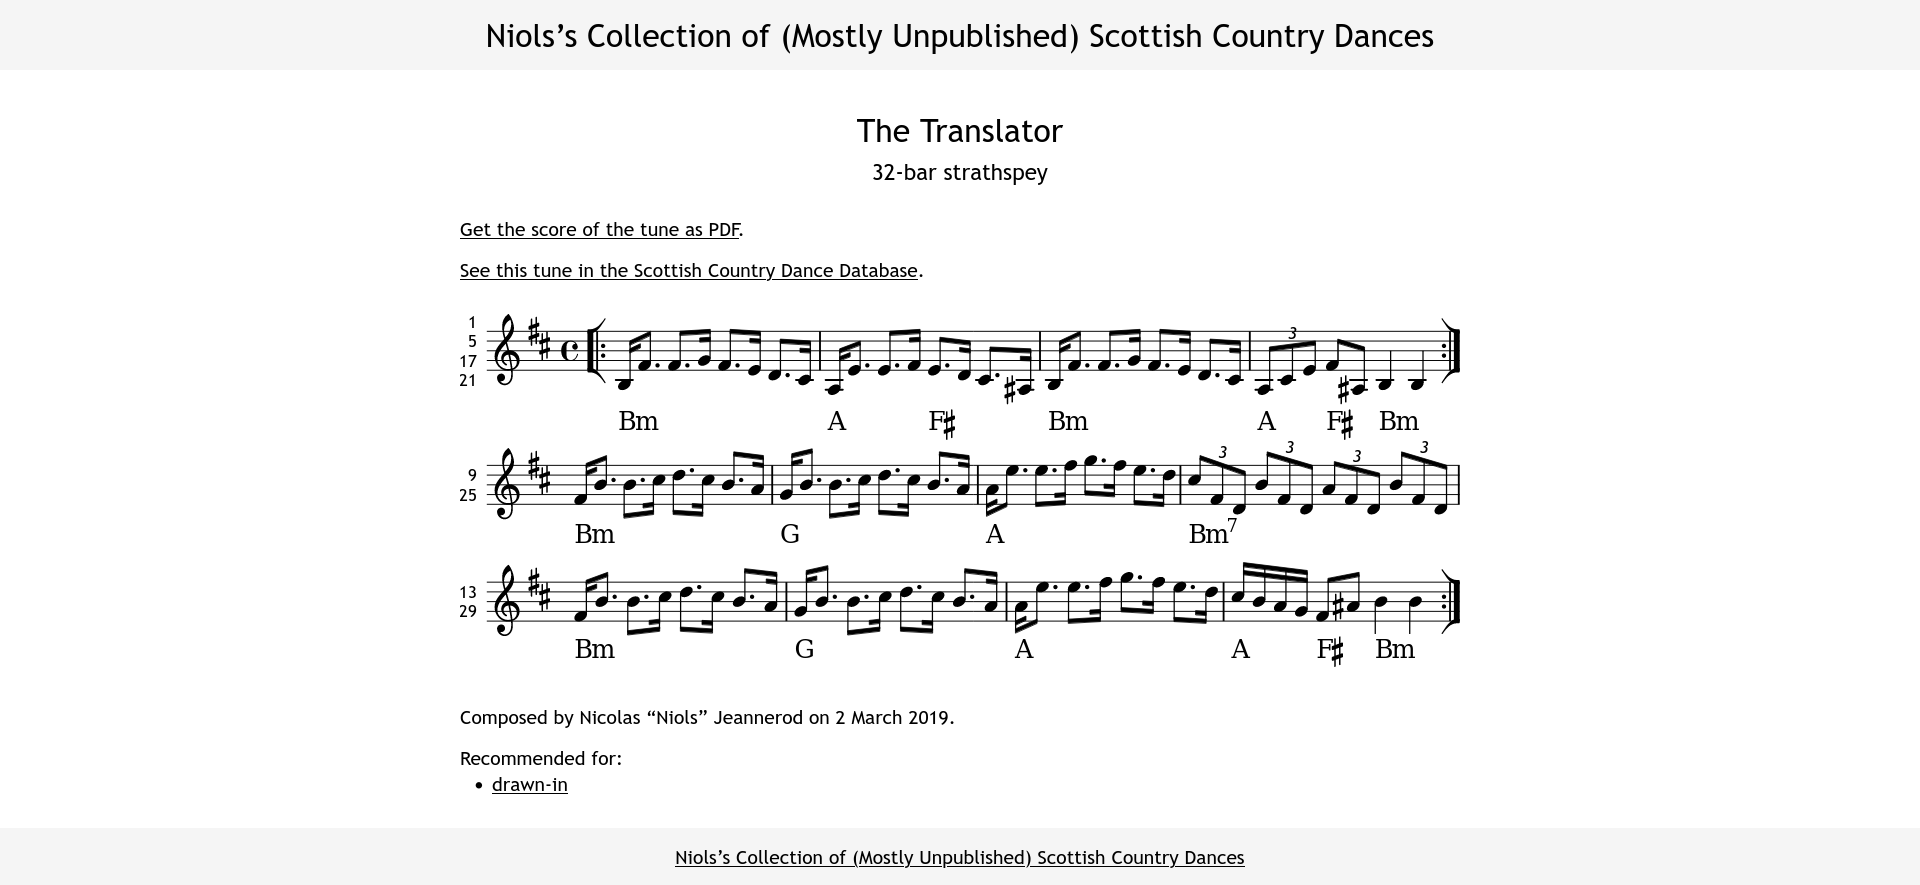 Niols’s Collection of (Mostly Unpublished) Scottish Country Dances
The Translator
32-bar strathspey
Get the score of the tune as PDF.
See this tune in the Scottish Country Dance Database.
1
5
17
21
3
Bm A F♯ Bm A F♯ Bm
9
25
3 3 3 3
Bm G A Bm7
13
29
Bm G A A F♯ Bm
Composed by Nicolas “Niols” Jeannerod on 2 March 2019.
Recommended for:
• drawn-in
Niols’s Collection of (Mostly Unpublished) Scottish Country Dances